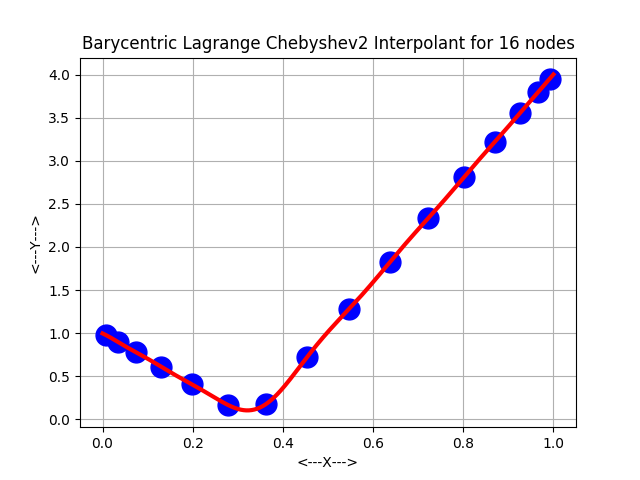 Barycentric Lagrange Chebyshev2 Interpolant for 16 nodes
4.0
3.5
3.0
2.5
2.0
1.5
1.0
0.5
0.0
<---Y--->
0.0 0.2 0.4 0.6 0.8 1.0
<---X--->